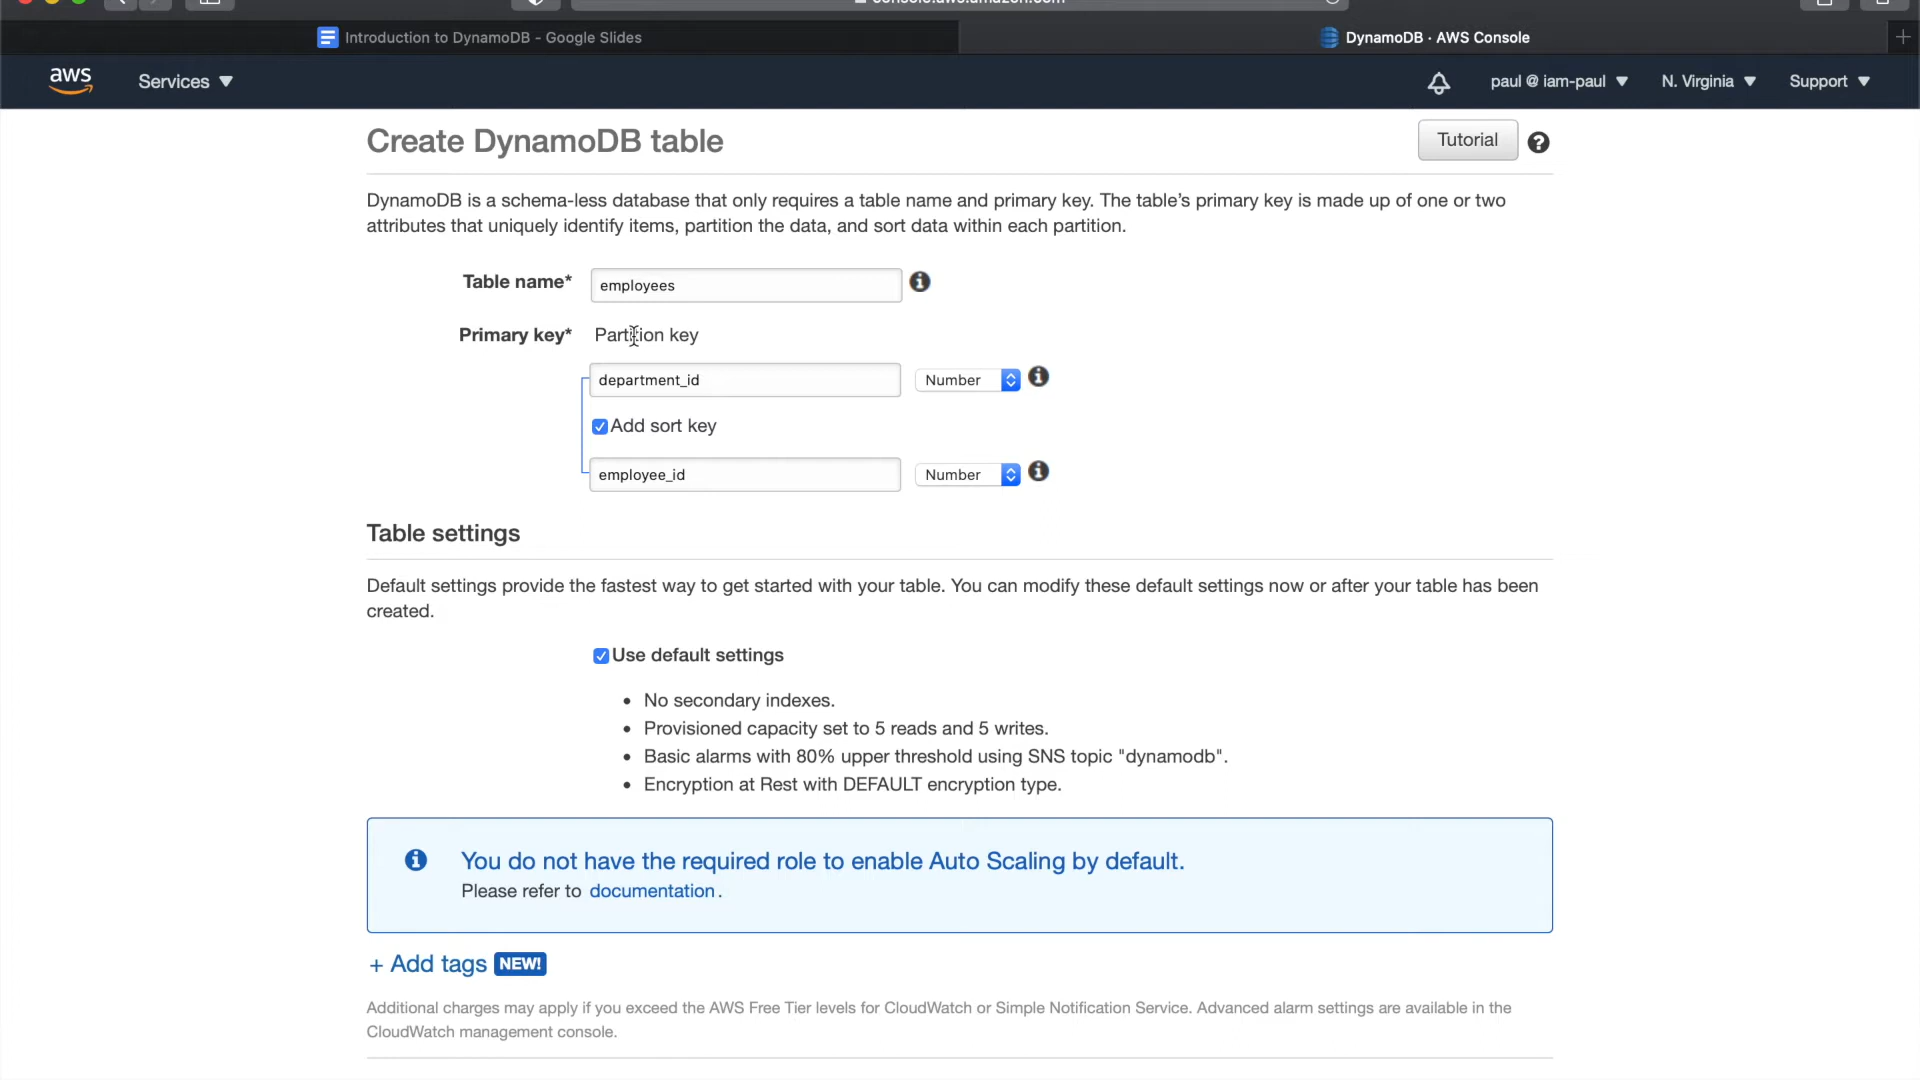 console.aws.amazon.com
Introduction to DynamoDB - Google Slides
DynamoDB · AWS Console
aws
Services
paul @ iam-paul
N. Virginia
Support
Create DynamoDB table
Tutorial
DynamoDB is a schema-less database that only requires a table name and primary key. The table's primary key is made up of one or two
attributes that uniquely identify items, partition the data, and sort data within each partition.
Table name*
employees
Primary key*
Partition key
department_id
Number
Add sort key
employee_id
Number
Table settings
Default settings provide the fastest way to get started with your table. You can modify these default settings now or after your table has been
created.
Use default settings
• No secondary indexes.
• Provisioned capacity set to 5 reads and 5 writes.
• Basic alarms with 80% upper threshold using SNS topic "dynamodb".
• Encryption at Rest with DEFAULT encryption type.
You do not have the required role to enable Auto Scaling by default.
Please refer to documentation.
+ Add tags NEW!
Additional charges may apply if you exceed the AWS Free Tier levels for CloudWatch or Simple Notification Service. Advanced alarm settings are available in the
CloudWatch management console.